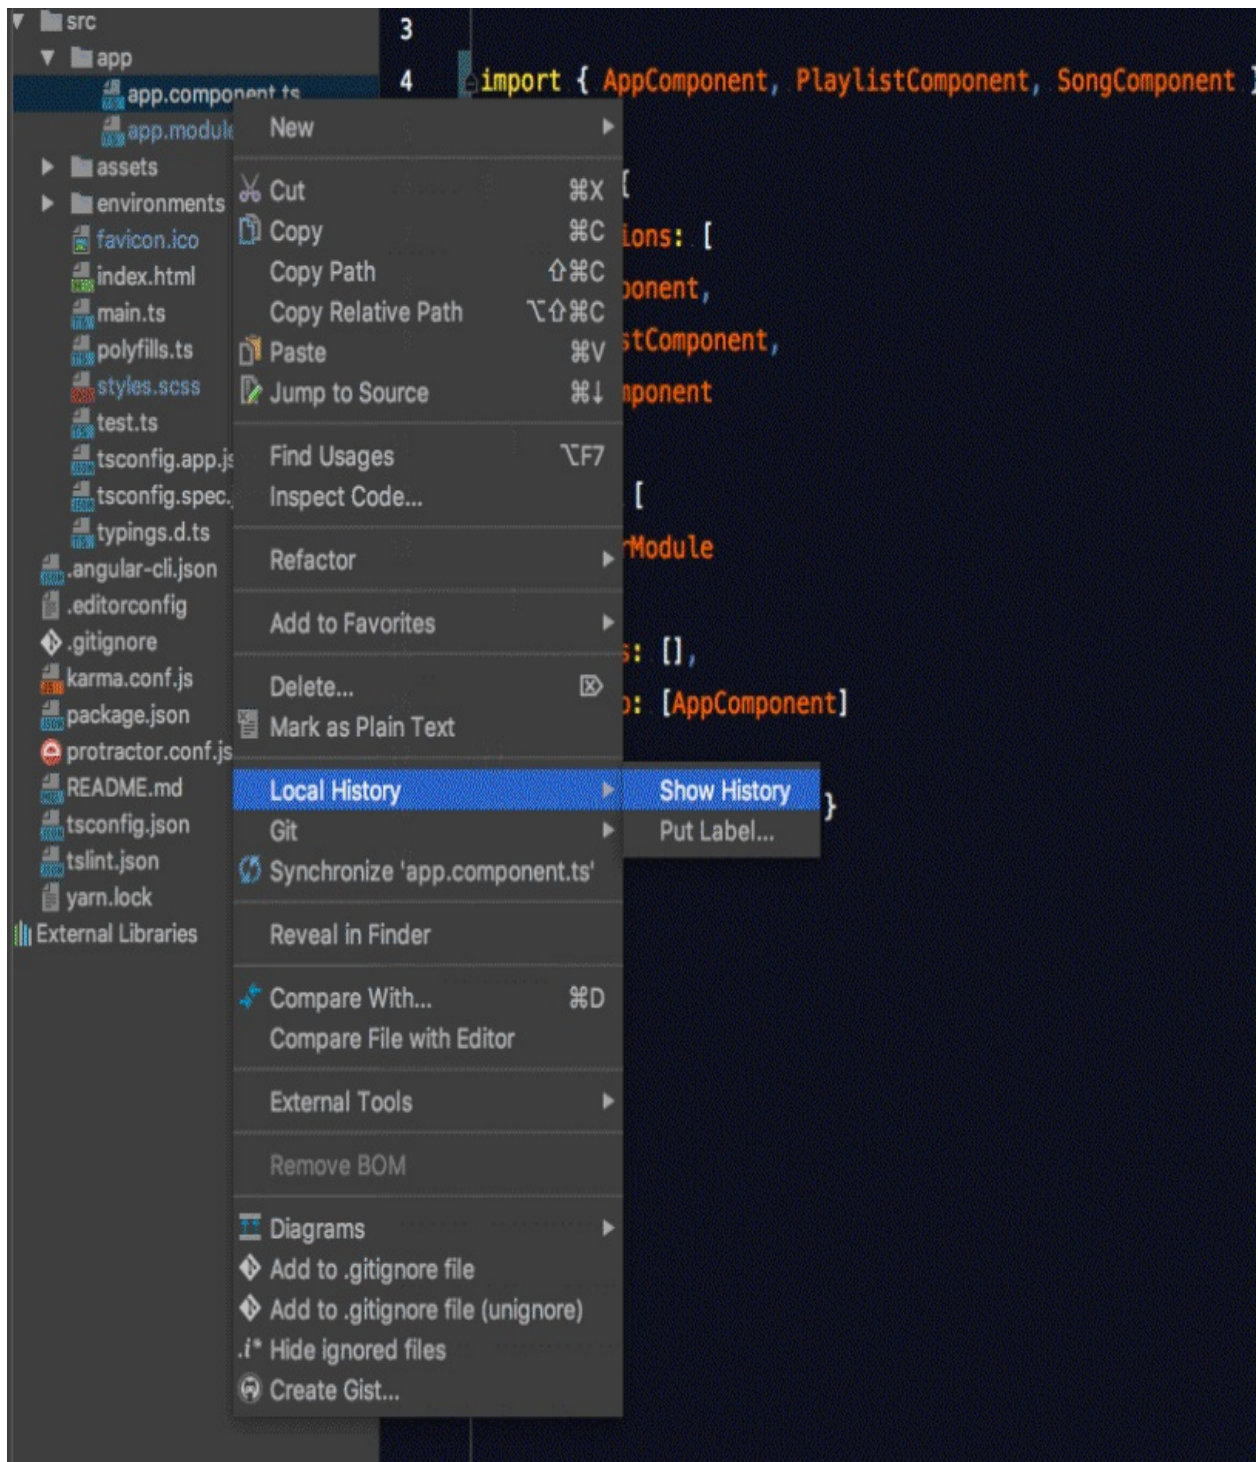 src
app
app.component.ts
app.module
assets
environments
favicon.ico
index.html
main.ts
polyfills.ts
styles.scss
test.ts
tsconfig.app.js
tsconfig.spec.
typings.d.ts
.angular-cli.json
.editorconfig
.gitignore
karma.conf.js
package.json
protractor.conf.js
README.md
tsconfig.json
tslint.json
yarn.lock
External Libraries
New
Cut ⌘X
Copy ⌘C
Copy Path ⇧⌘C
Copy Relative Path ⌥⇧⌘C
Paste ⌘V
Jump to Source ⌘↓
Find Usages ⌥F7
Inspect Code...
Refactor
Add to Favorites
Delete... ⌦
Mark as Plain Text
Local History
Git
Synchronize 'app.component.ts'
Reveal in Finder
Compare With... ⌘D
Compare File with Editor
External Tools
Remove BOM
Diagrams
Add to .gitignore file
Add to .gitignore file (unignore)
.i* Hide ignored files
Create Gist...
Show History
Put Label...
3
4 import { AppComponent, PlaylistComponent, SongComponent }
{
ions: [
ponent,
stComponent,
mponent
[
rModule
s: [],
p: [AppComponent]
}